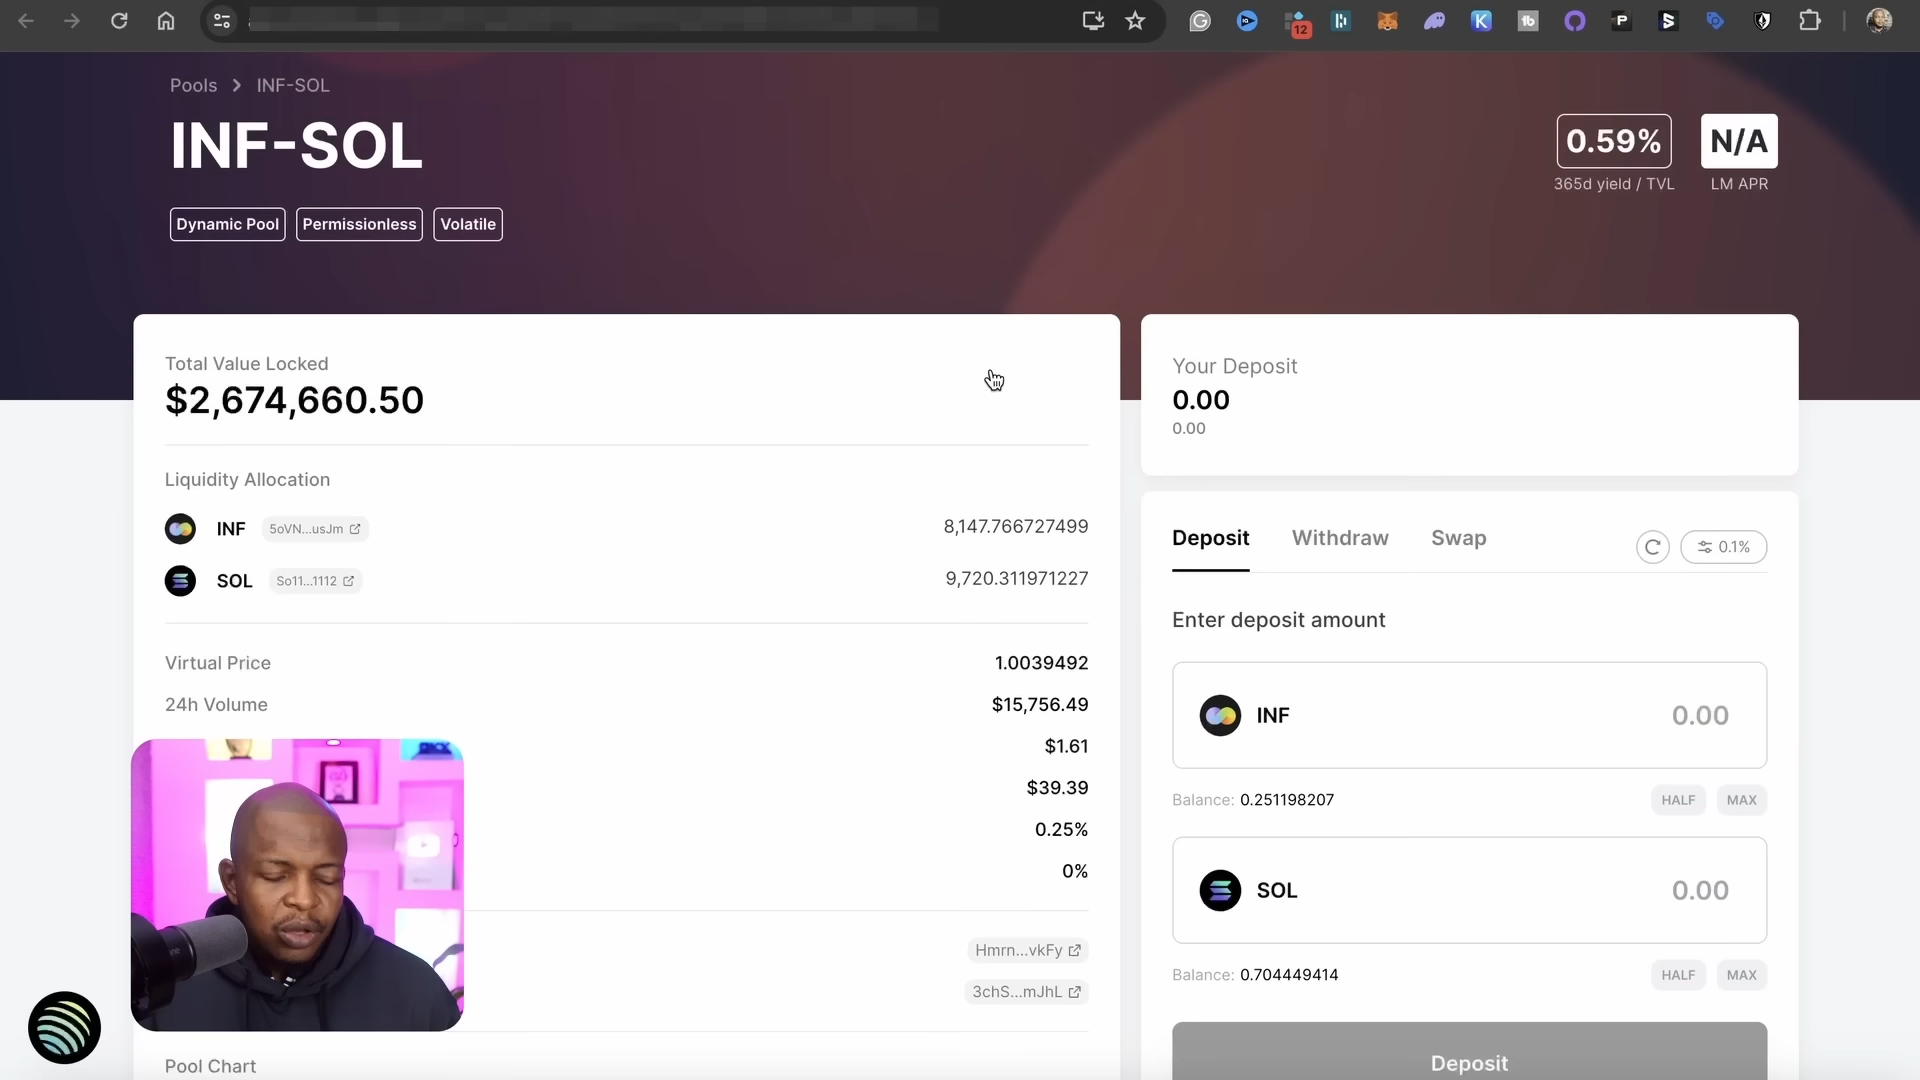 12
Pools > INF-SOL
INF-SOL
0.59%
365d yield / TVL
N/A
LM APR
Dynamic Pool
Permissionless
Volatile
Total Value Locked
$2,674,660.50
Liquidity Allocation
INF 5oVN...usJm 8,147.766727499
SOL So11...1112 9,720.311971227
Virtual Price 1.0039492
24h Volume $15,756.49
$1.61
$39.39
0.25%
0%
Hmrn...vkFy
3chS...mJhL
Pool Chart
Your Deposit
0.00
0.00
Deposit Withdraw Swap 0.1%
Enter deposit amount
INF 0.00
Balance: 0.251198207 HALF MAX
SOL 0.00
Balance: 0.704449414 HALF MAX
Deposit